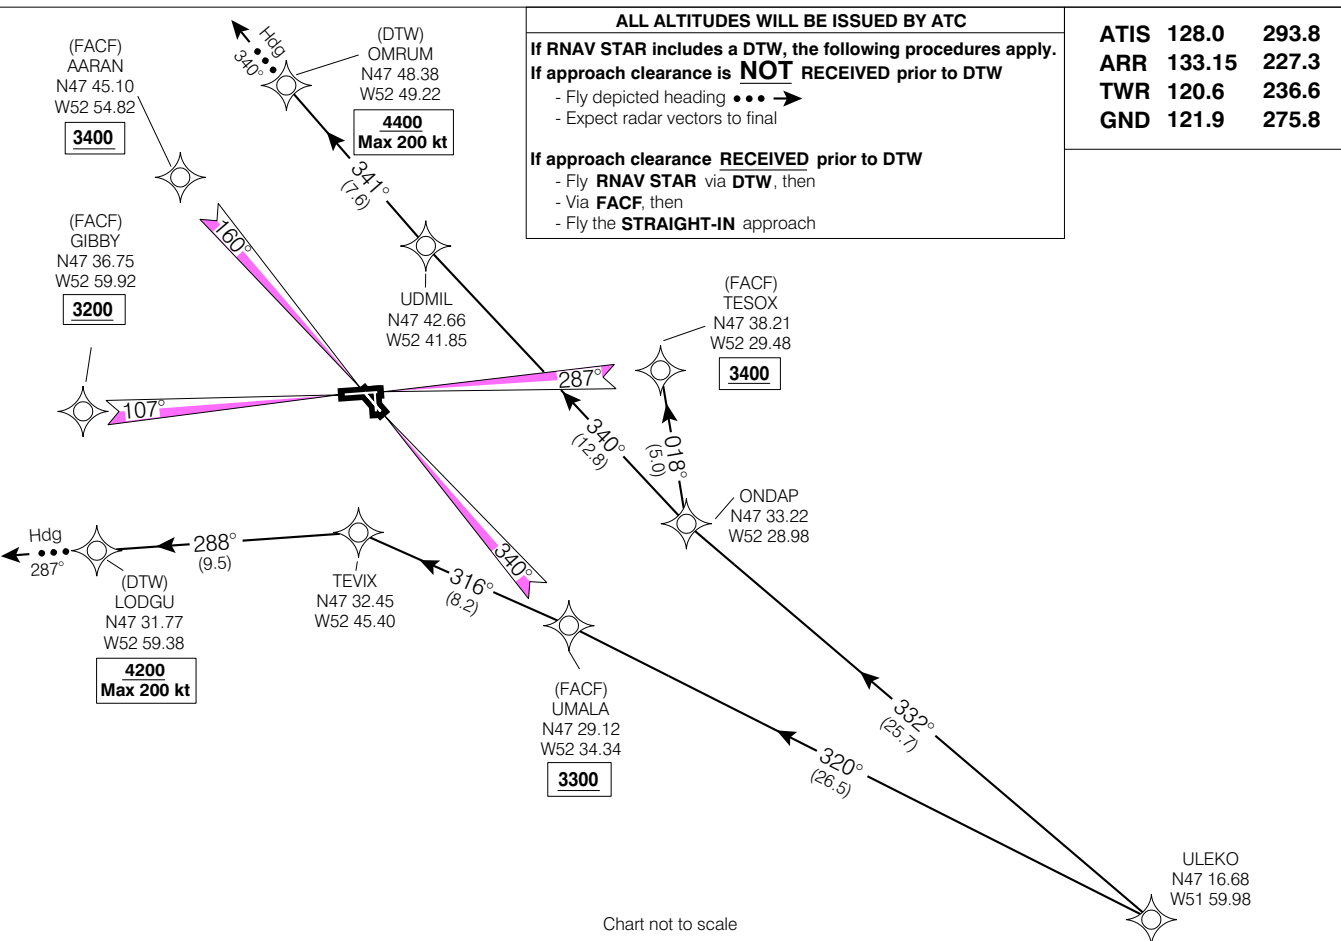 ALL ALTITUDES WILL BE ISSUED BY ATC
If RNAV STAR includes a DTW, the following procedures apply.
If approach clearance is NOT RECEIVED prior to DTW
- Fly depicted heading
- Expect radar vectors to final
If approach clearance RECEIVED prior to DTW
- Fly RNAV STAR via DTW, then
- Via FACF, then
- Fly the STRAIGHT-IN approach
ATIS 128.0 293.8
ARR 133.15 227.3
TWR 120.6 236.6
GND 121.9 275.8
(FACF)
AARAN
N47 45.10
W52 54.82
3400
Hdg
340°
(DTW)
OMRUM
N47 48.38
W52 49.22
4400
Max 200 kt
341°
(7.6)
(FACF)
GIBBY
N47 36.75
W52 59.92
3200
160°
UDMIL
N47 42.66
W52 41.85
(FACF)
TESOX
N47 38.21
W52 29.48
3400
287°
107°
340°
(12.8)
018°
(5.0)
ONDAP
N47 33.22
W52 28.98
Hdg
287°
288°
(9.5)
(DTW)
LODGU
N47 31.77
W52 59.38
4200
Max 200 kt
TEVIX
N47 32.45
W52 45.40
316°
(8.2)
340°
(FACF)
UMALA
N47 29.12
W52 34.34
3300
332°
(25.7)
320°
(26.5)
ULEKO
N47 16.68
W51 59.98
Chart not to scale